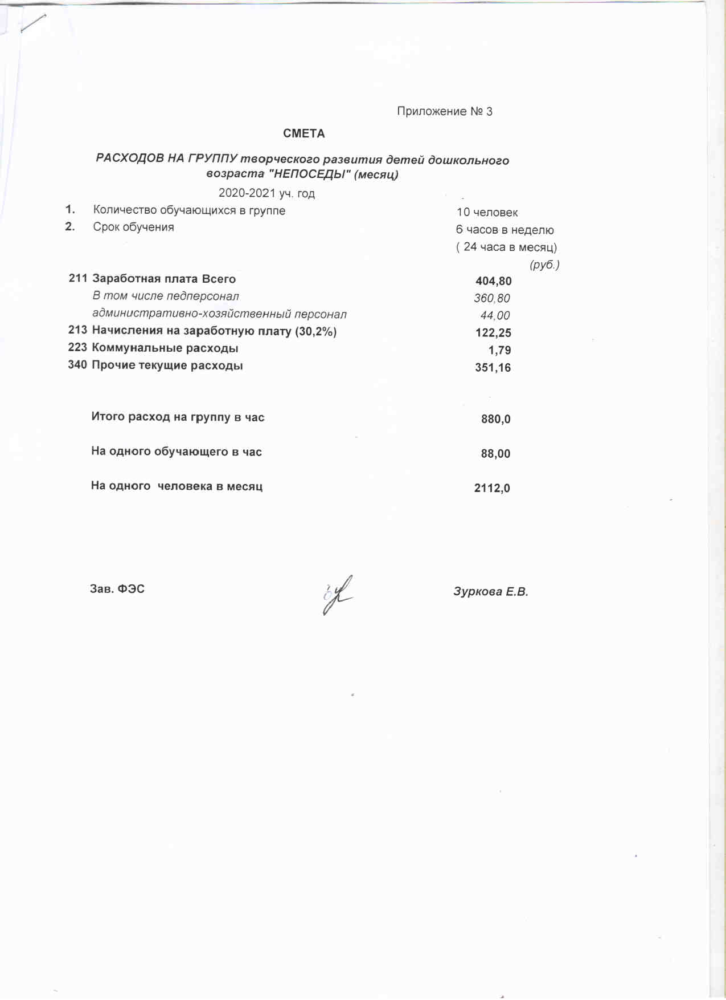 Приложение № 3
СМЕТА
РАСХОДОВ НА ГРУППУ творческого развития детей дошкольного
возраста "НЕПОСЕДЫ" (месяц)
2020-2021 уч. год
1. Количество обучающихся в группе 10 человек
2. Срок обучения 6 часов в неделю
( 24 часа в месяц)
(руб.)
211 Заработная плата Всего 404,80
В том числе педперсонал 360,80
административно-хозяйственный персонал 44,00
213 Начисления на заработную плату (30,2%) 122,25
223 Коммунальные расходы 1,79
340 Прочие текущие расходы 351,16
Итого расход на группу в час 880,0
На одного обучающего в час 88,00
На одного человека в месяц 2112,0
Зав. ФЭС Зуркова Е.В.